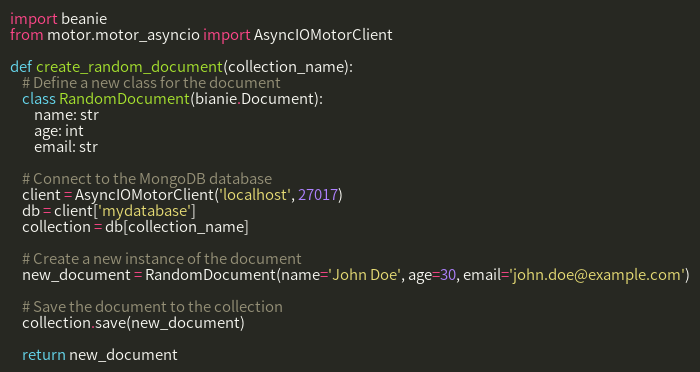 import beanie
from motor.motor_asyncio import AsyncIOMotorClient
def create_random_document(collection_name):
# Define a new class for the document
class RandomDocument(bianie.Document):
name: str
age: int
email: str
# Connect to the MongoDB database
client = AsyncIOMotorClient('localhost', 27017)
db = client['mydatabase']
collection = db[collection_name]
# Create a new instance of the document
new_document = RandomDocument(name='John Doe', age=30, email='john.doe@example.com')
# Save the document to the collection
collection.save(new_document)
return new_document